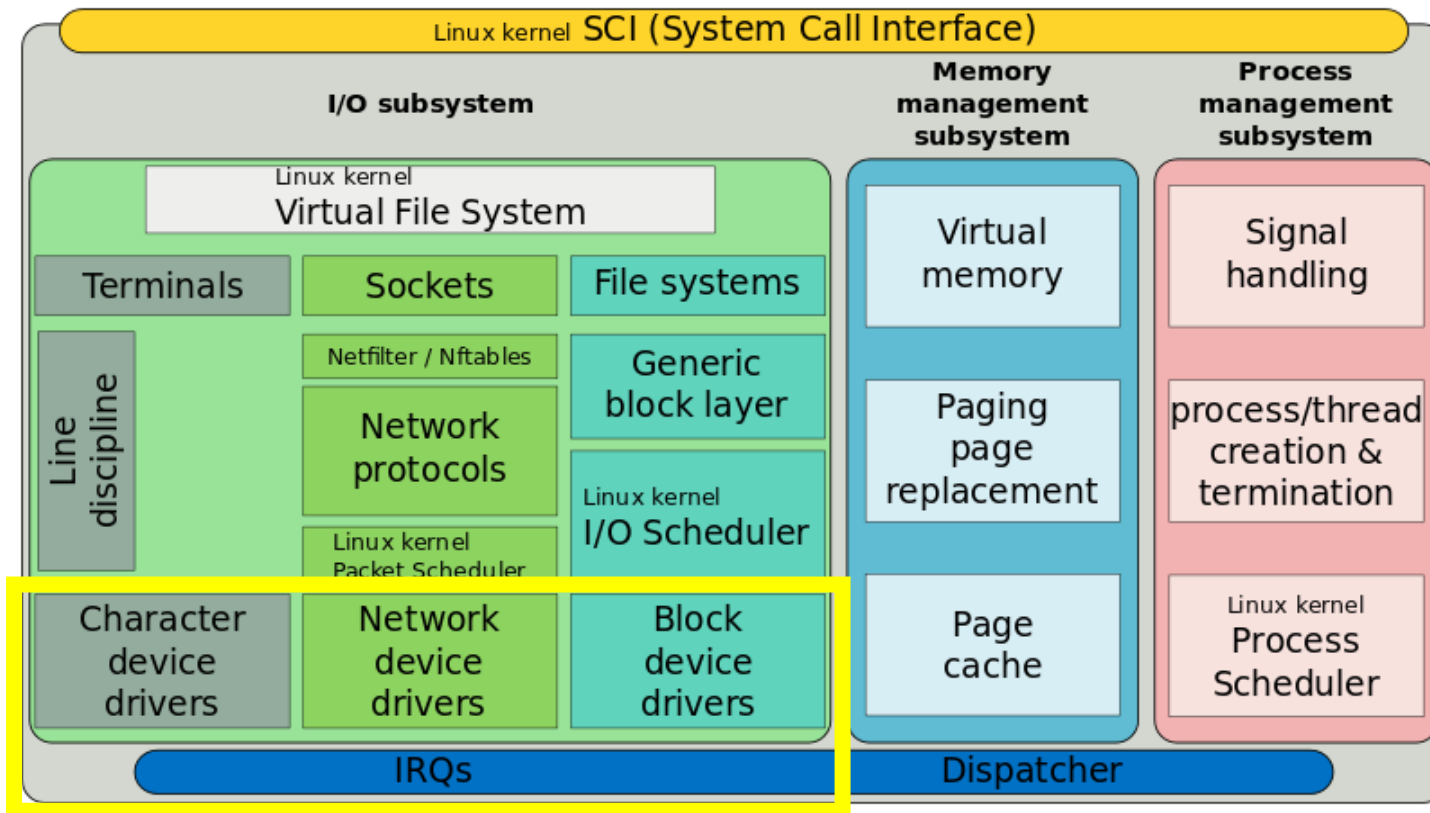 Linux kernel SCI (System Call Interface)
I/O subsystem
Memory
management
subsystem
Process
management
subsystem
Linux kernel
Virtual File System
Terminals
Sockets
File systems
Line
discipline
Netfilter / Nftables
Network
protocols
Linux kernel
Packet Scheduler
Generic
block layer
Linux kernel
I/O Scheduler
Character
device
drivers
Network
device
drivers
Block
device
drivers
Virtual
memory
Paging
page
replacement
Page
cache
Signal
handling
process/thread
creation &
termination
Linux kernel
Process
Scheduler
IRQs
Dispatcher